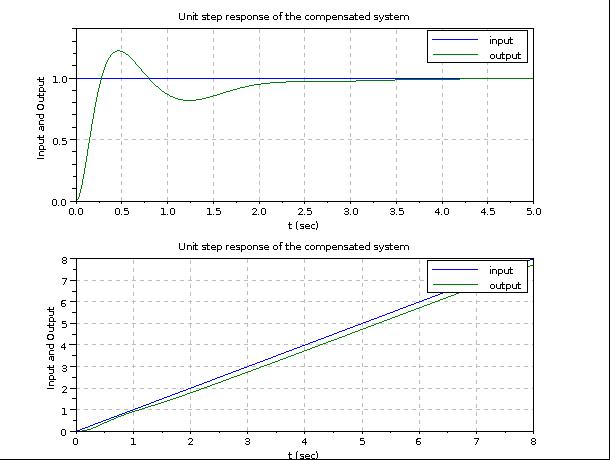 Unit step response of the compensated system
input
output
1.0
0.5
0.0
Input and Output
0.0 0.5 1.0 1.5 2.0 2.5 3.0 3.5 4.0 4.5 5.0
t (sec)
Unit step response of the compensated system
input
output
8
7
6
5
4
3
2
1
0
Input and Output
0 1 2 3 4 5 6 7 8
t (sec)